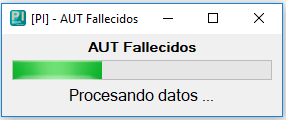 [PI] - AUT Fallecidos
AUT Fallecidos
Procesando datos ...